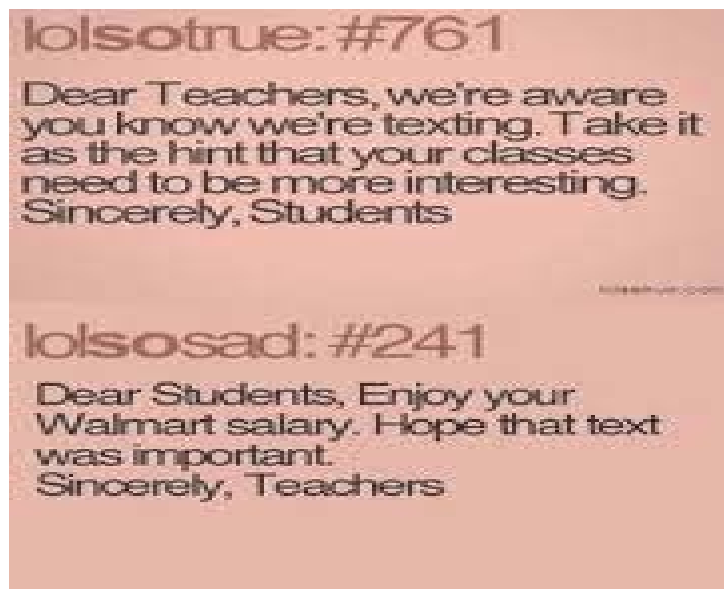 lolsotrue: #761
Dear Teachers, we're aware
you know we're texting. Take it
as the hint that your classes
need to be more interesting.
Sincerely, Students
lolsotrue.com
lolsosad: #241
Dear Students, Enjoy your
Walmart salary. Hope that text
was important.
Sincerely, Teachers